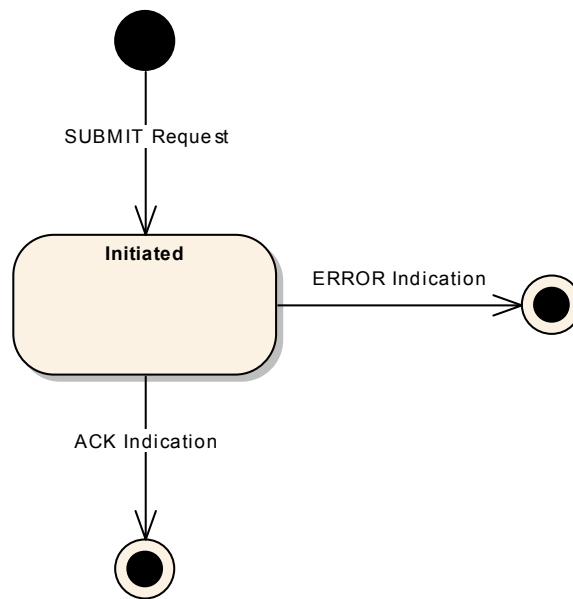 SUBMIT Request
Initiated
ERROR Indication
ACK Indication